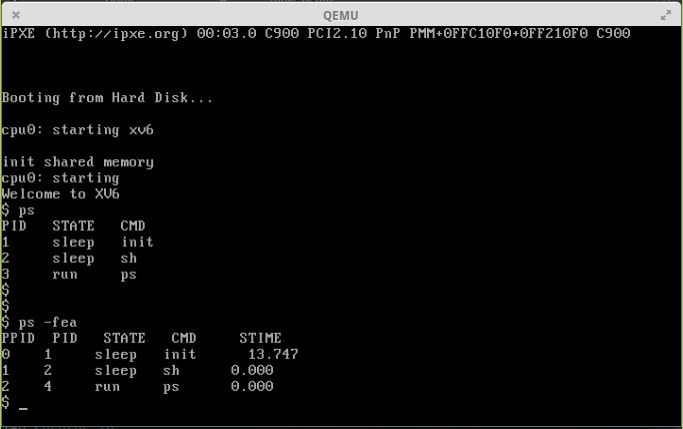 QEMU
iPXE (http://ipxe.org) 00:03.0 C900 PCI2.10 PnP PMM+0FFC10F0+0FF210F0 C900
Booting from Hard Disk...
cpu0: starting xv6
init shared memory
cpu0: starting
Welcome to XV6
$ ps
PID STATE CMD
1 sleep init
2 sleep sh
3 run ps
$
$
$ ps -fea
PPID PID STATE CMD STIME
0 1 sleep init 13.747
1 2 sleep sh 0.000
2 4 run ps 0.000
$ _